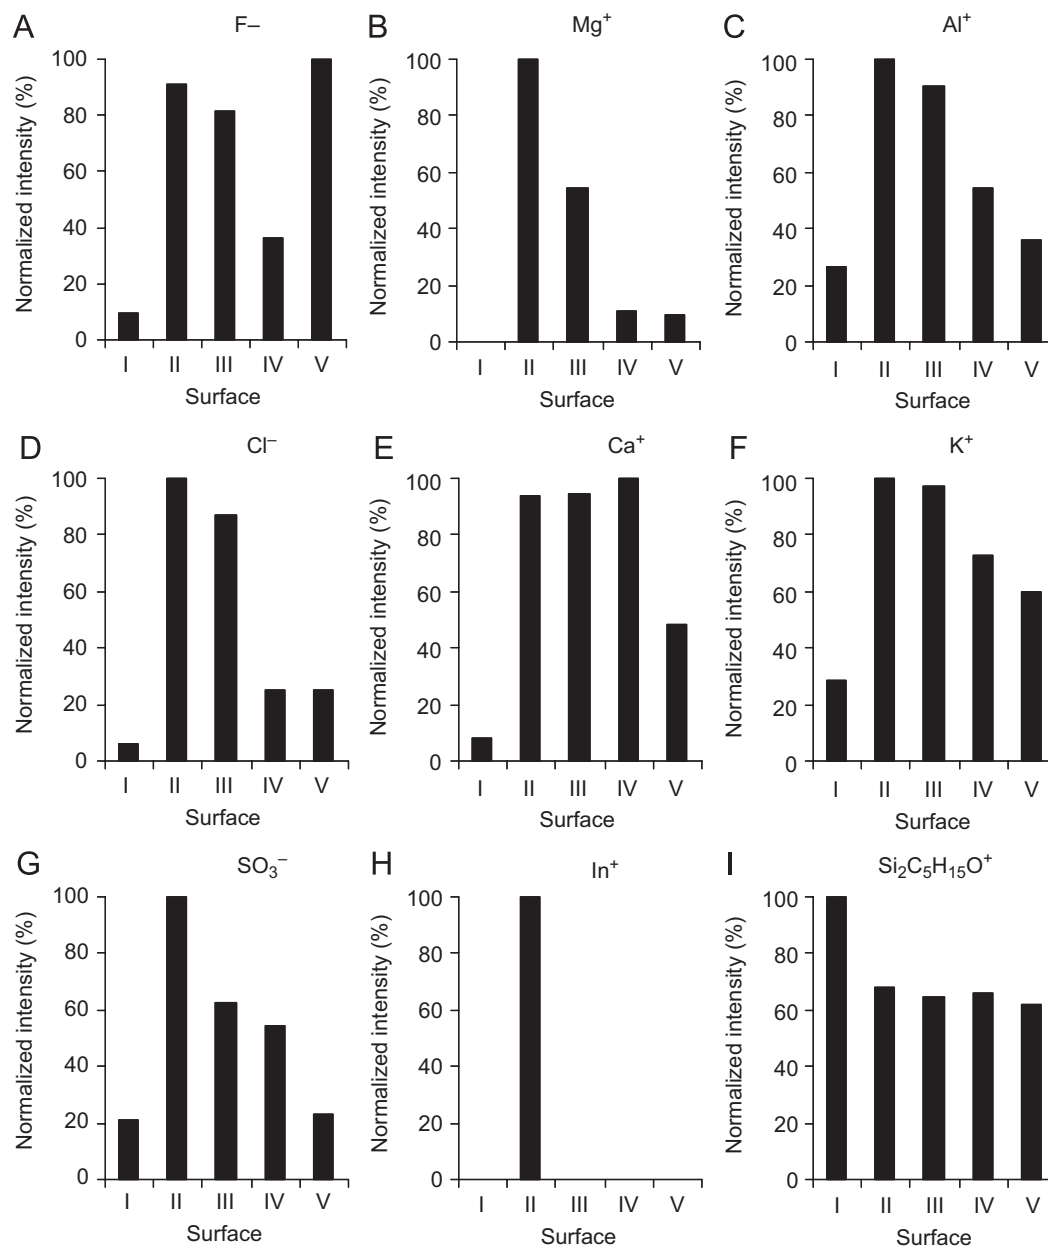 A F– B Mg⁺ C Al⁺
Normalized intensity (%) 100 80 60 40 20 0
I II III IV V
Surface
Normalized intensity (%) 100 80 60 40 20 0
I II III IV V
Surface
Normalized intensity (%) 100 80 60 40 20 0
I II III IV V
Surface
D Cl⁻ E Ca⁺ F K⁺
Normalized intensity (%) 100 80 60 40 20 0
I II III IV V
Surface
Normalized intensity (%) 100 80 60 40 20 0
I II III IV V
Surface
Normalized intensity (%) 100 80 60 40 20 0
I II III IV V
Surface
G SO₃⁻ H In⁺ I Si₂C₅H₁₅O⁺
Normalized intensity (%) 100 80 60 40 20 0
I II III IV V
Surface
Normalized intensity (%) 100 80 60 40 20 0
I II III IV V
Surface
Normalized intensity (%) 100 80 60 40 20 0
I II III IV V
Surface